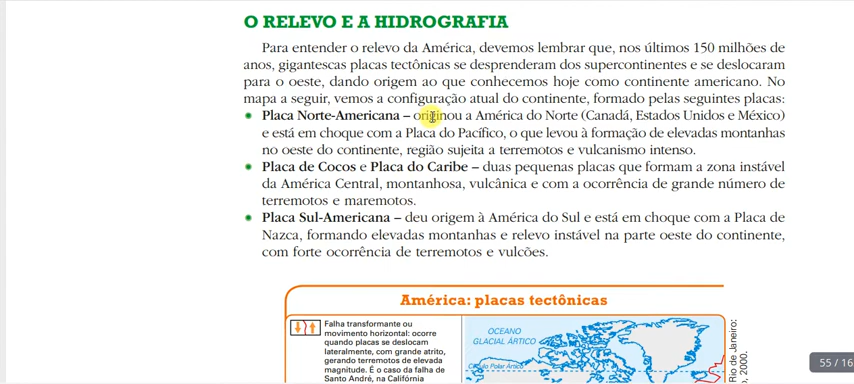 O RELEVO E A HIDROGRAFIA
Para entender o relevo da América, devemos lembrar que, nos últimos 150 milhões de
anos, gigantescas placas tectônicas se desprenderam dos supercontinentes e se deslocaram
para o oeste, dando origem ao que conhecemos hoje como continente americano. No
mapa a seguir, vemos a configuração atual do continente, formado pelas seguintes placas:
Placa Norte-Americana – originou a América do Norte (Canadá, Estados Unidos e México)
e está em choque com a Placa do Pacífico, o que levou à formação de elevadas montanhas
no oeste do continente, região sujeita a terremotos e vulcanismo intenso.
Placa de Cocos e Placa do Caribe – duas pequenas placas que formam a zona instável
da América Central, montanhosa, vulcânica e com a ocorrência de grande número de
terremotos e maremotos.
Placa Sul-Americana – deu origem à América do Sul e está em choque com a Placa de
Nazca, formando elevadas montanhas e relevo instável na parte oeste do continente,
com forte ocorrência de terremotos e vulcões.
América: placas tectônicas
Falha transformante ou
movimento horizontal: ocorre
quando placas se deslocam
lateralmente, com grande atrito,
gerando terremotos de elevada
magnitude. É o caso da falha de
Santo André, na Califórnia
OCEANO
GLACIAL ÁRTICO
Círculo Polar Ártico
Rio de Janeiro:
2000.
55 / 16